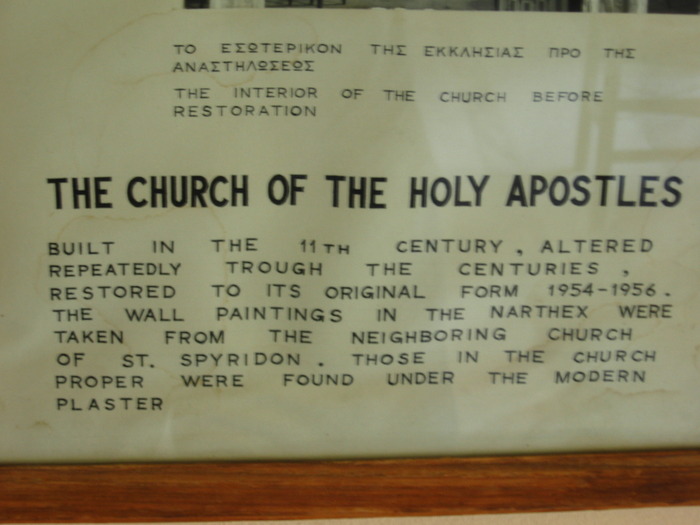 ΤΟ ΕΣΩΤΕΡΙΚΟΝ ΤΗΣ ΕΚΚΛΗΣΙΑΣ ΠΡΟ ΤΗΣ
ΑΝΑΣΤΗΛΩΣΕΩΣ
THE INTERIOR OF THE CHURCH BEFORE
RESTORATION
THE CHURCH OF THE HOLY APOSTLES
BUILT IN THE 11TH CENTURY , ALTERED
REPEATEDLY TROUGH THE CENTURIES ,
RESTORED TO ITS ORIGINAL FORM 1954-1956 .
THE WALL PAINTINGS IN THE NARTHEX WERE
TAKEN FROM THE NEIGHBORING CHURCH
OF ST. SPYRIDON . THOSE IN THE CHURCH
PROPER WERE FOUND UNDER THE MODERN
PLASTER